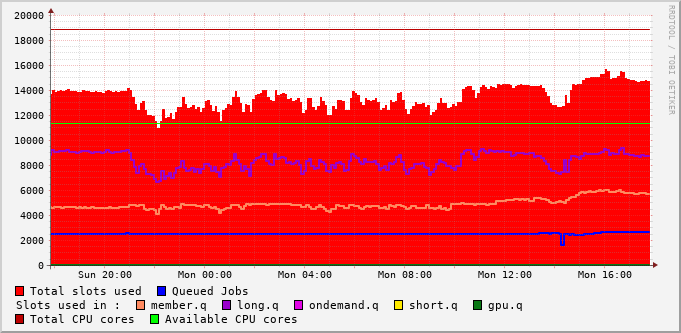 RRDTOOL / TOBI OETIKER
20000
18000
16000
14000
12000
10000
8000
6000
4000
2000
0
Sun 20:00 Mon 00:00 Mon 04:00 Mon 08:00 Mon 12:00 Mon 16:00
Total slots used Queued Jobs
Slots used in : member.q long.q ondemand.q short.q gpu.q
Total CPU cores Available CPU cores